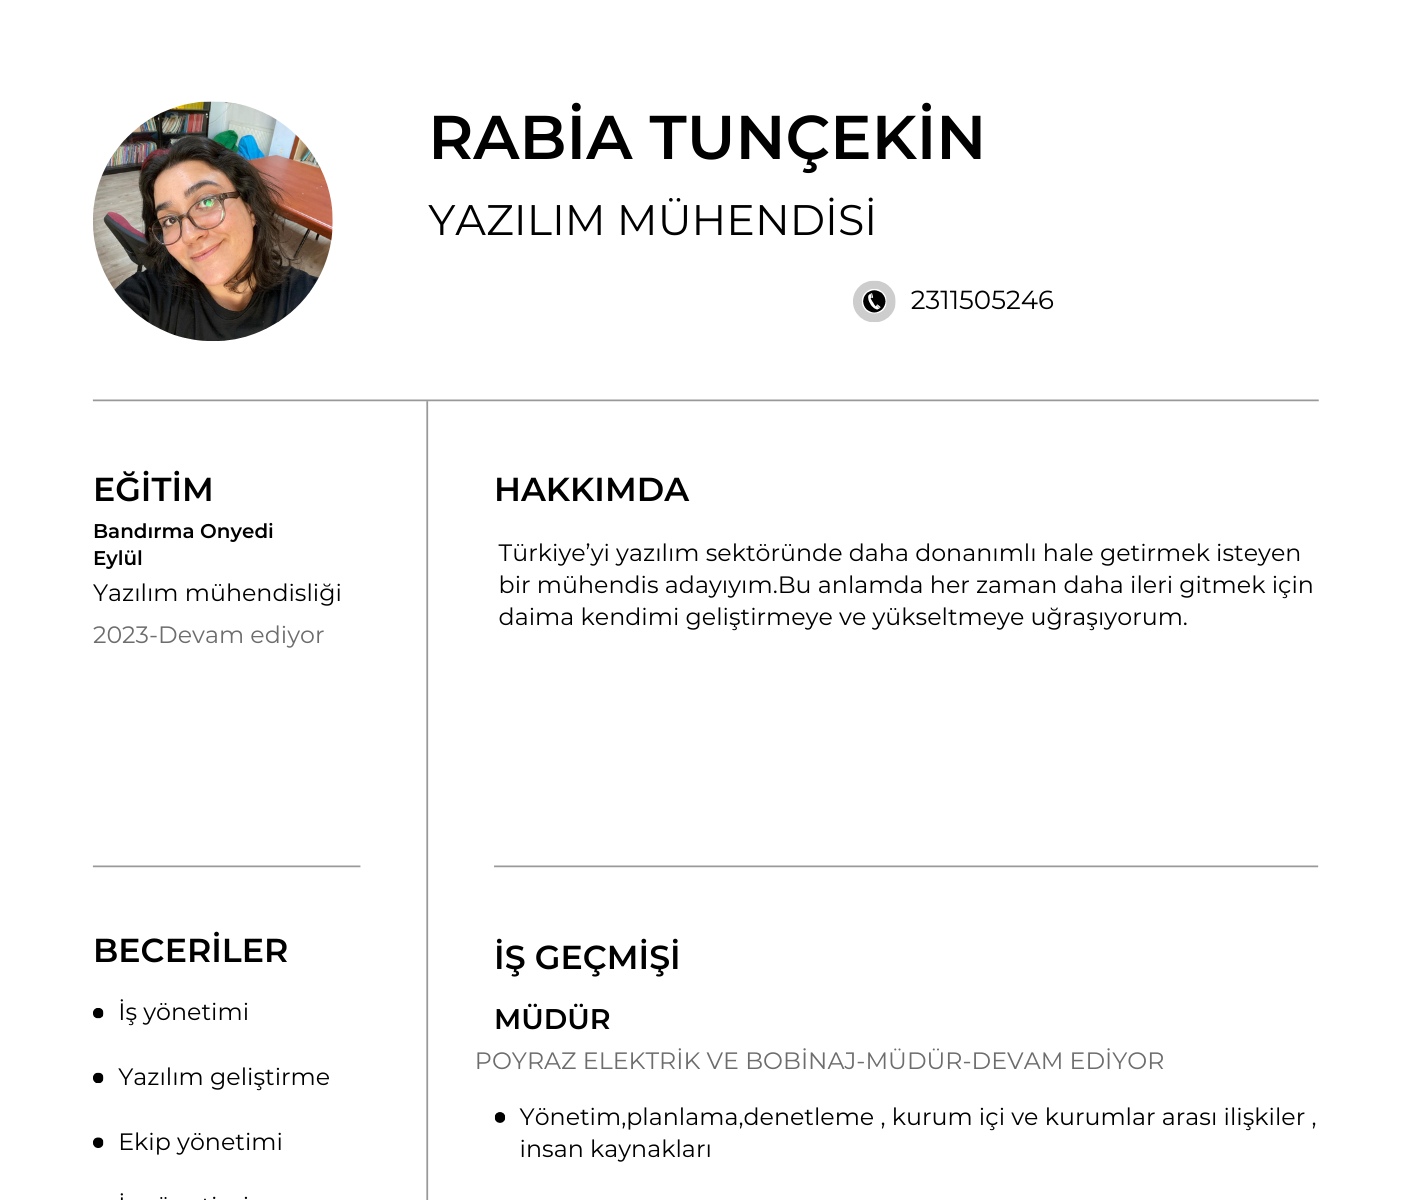 RABİA TUNÇEKİN
YAZILIM MÜHENDİSİ
2311505246
EĞİTİM
Bandırma Onyedi
Eylül
Yazılım mühendisliği
2023-Devam ediyor
HAKKIMDA
Türkiye’yi yazılım sektöründe daha donanımlı hale getirmek isteyen
bir mühendis adayıyım.Bu anlamda her zaman daha ileri gitmek için
daima kendimi geliştirmeye ve yükseltmeye uğraşıyorum.
BECERİLER
İş yönetimi
Yazılım geliştirme
Ekip yönetimi
İŞ GEÇMİŞİ
MÜDÜR
POYRAZ ELEKTRİK VE BOBİNAJ-MÜDÜR-DEVAM EDİYOR
Yönetim,planlama,denetleme , kurum içi ve kurumlar arası ilişkiler ,
insan kaynakları